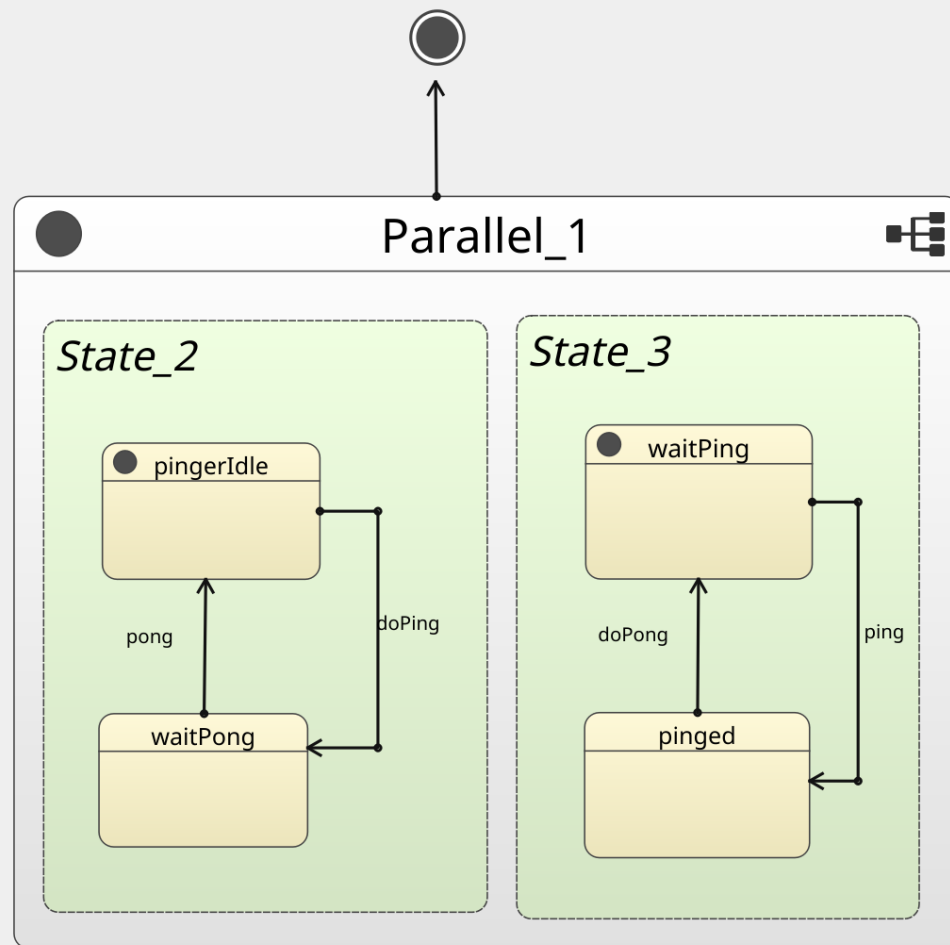 Parallel_1
State_2
pingerIdle
pong
doPing
waitPong
State_3
waitPing
doPong
ping
pinged